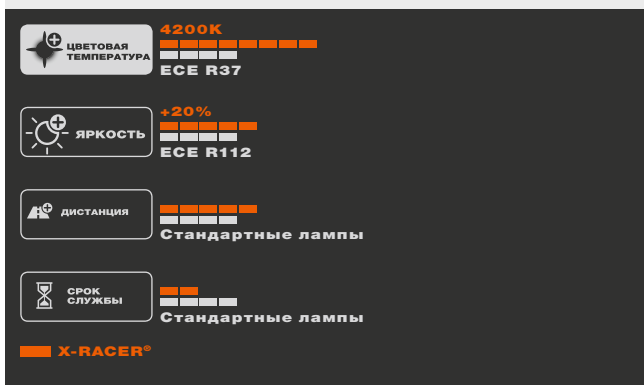 4200K
ЦВЕТОВАЯ
ТЕМПЕРАТУРА
ECE R37
+20%
ЯРКОСТЬ
ECE R112
ДИСТАНЦИЯ
Стандартные лампы
СРОК
СЛУЖБЫ
Стандартные лампы
X-RACER®